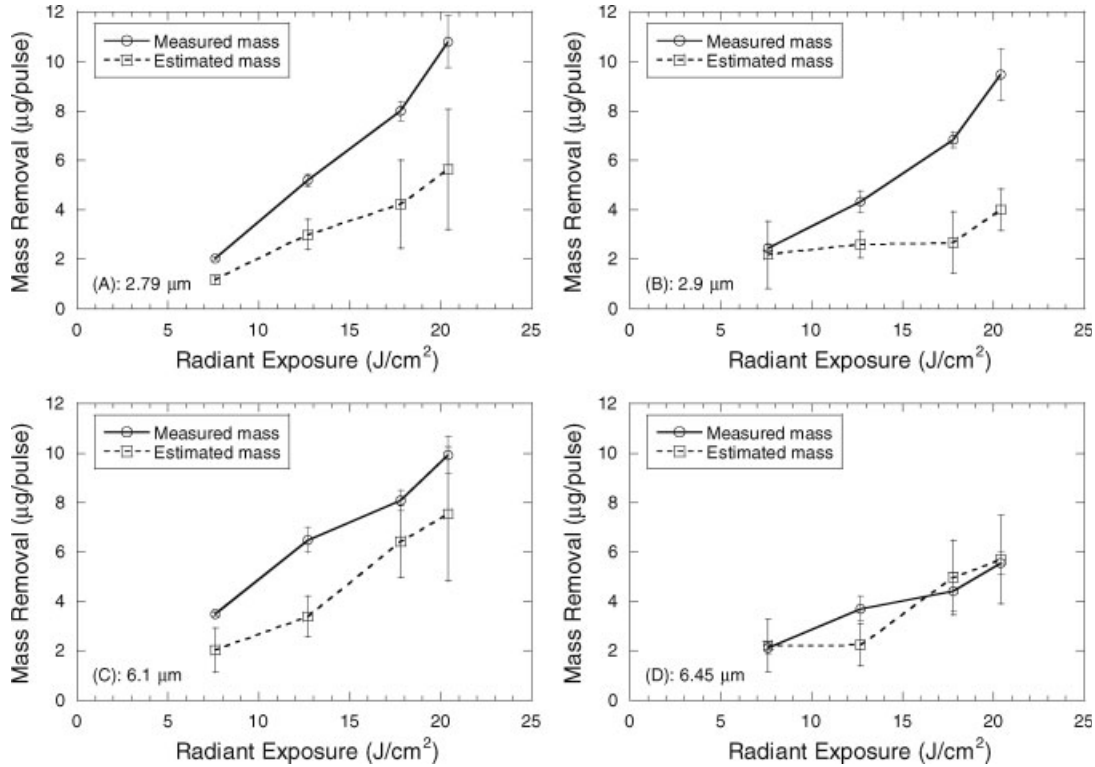 12
10
8
6
4
2
0
Mass Removal (μg/pulse)
Measured mass
Estimated mass
(A): 2.79 μm
0 5 10 15 20 25
Radiant Exposure (J/cm²)
12
10
8
6
4
2
0
Mass Removal (μg/pulse)
Measured mass
Estimated mass
(B): 2.9 μm
0 5 10 15 20 25
Radiant Exposure (J/cm²)
12
10
8
6
4
2
0
Mass Removal (μg/pulse)
Measured mass
Estimated mass
(C): 6.1 μm
0 5 10 15 20 25
Radiant Exposure (J/cm²)
12
10
8
6
4
2
0
Mass Removal (μg/pulse)
Measured mass
Estimated mass
(D): 6.45 μm
0 5 10 15 20 25
Radiant Exposure (J/cm²)